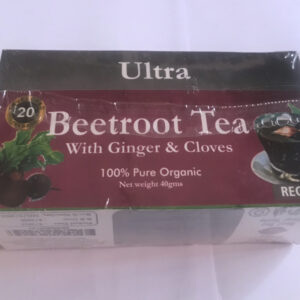 Ultra
20
Beetroot Tea
With Ginger & Cloves
100% Pure Organic
Net weight 40gms
REG